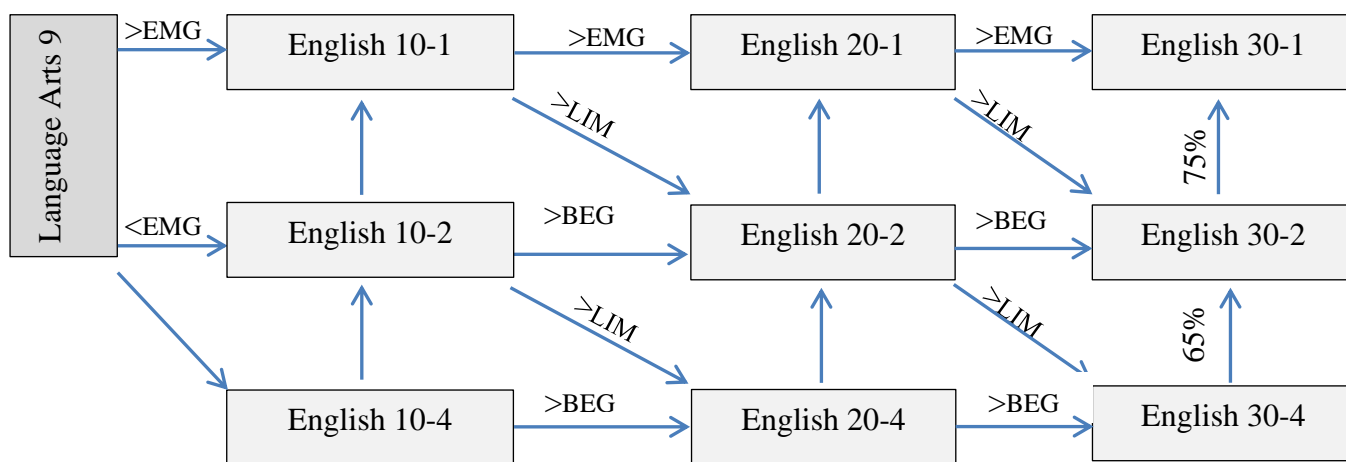 Language Arts 9
>EMG
English 10-1
>EMG
English 20-1
>EMG
English 30-1
>LIM
>LIM
75%
<EMG
English 10-2
>BEG
English 20-2
>BEG
English 30-2
>LIM
>LIM
65%
English 10-4
>BEG
English 20-4
>BEG
English 30-4